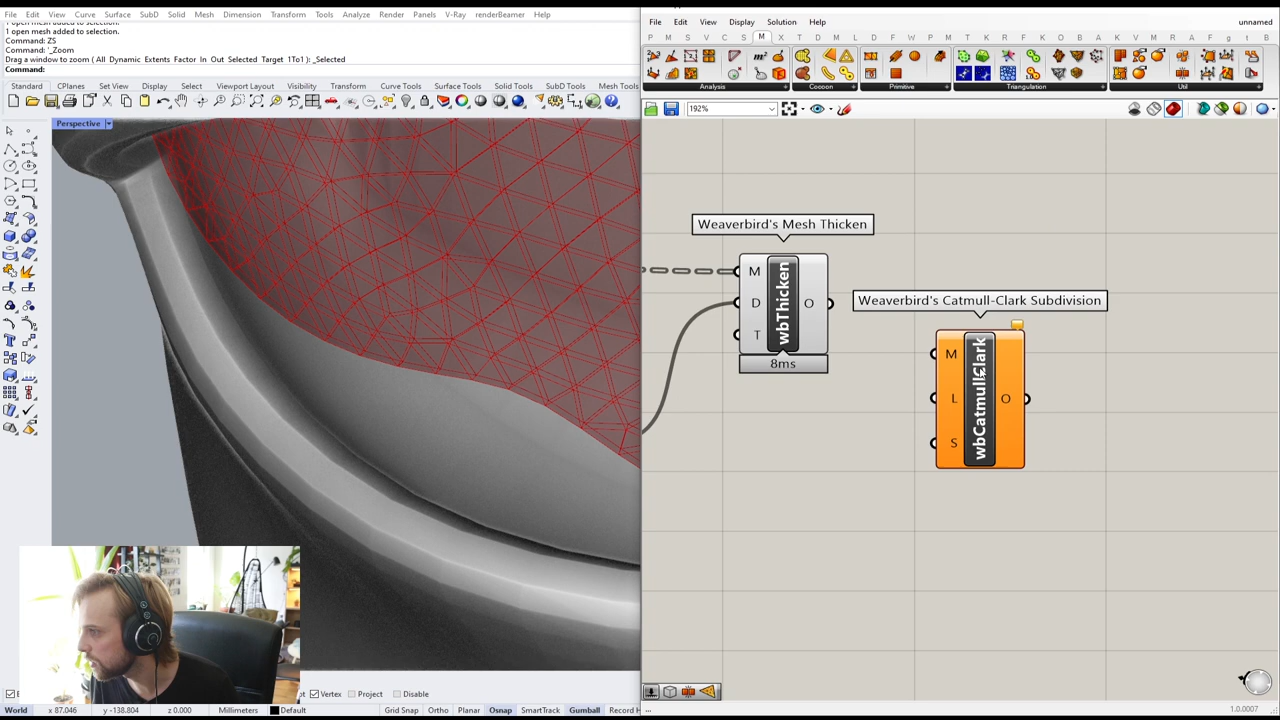 File Edit View Curve Surface SubD Solid Mesh Dimension Transform Tools Analyze Render Panels V-Ray renderBeamer Help
1 open mesh added to selection.
Command: ZS
Command: '_Zoom
Drag a window to zoom ( All Dynamic Extents Factor In Out Selected Target 1To1 ): _Selected
Command:
Standard CPlanes Set View Display Select Viewport Layout Visibility Transform Curve Tools Surface Tools Solid Tools SubD Tools Mesh Tools
Perspective
File Edit View Display Solution Help unnamed
P M S V C I S M X T D M L D A K E P M T J K R H P A M A F g t B
Analysis Cocoon Primitive Triangulation Util
192%
Weaverbird's Mesh Thicken
M
D
T
wbThicken
O
8ms
Weaverbird's Catmull-Clark Subdivision
M
L
S
wbCatmullClark
O
Vertex Project Disable
World x 87.046 y -138.804 z 0.000 Millimeters Default Grid Snap Ortho Planar Osnap SmartTrack Gumball Record H
...
1.0.0007